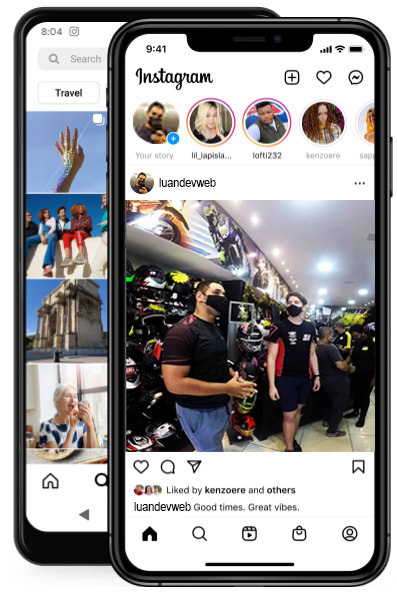 8:04
Search
Travel
9:41
Instagram
Your story
lil_lapisla...
lofti232
kenzoere
sapp
luandevweb
Liked by kenzoere and others
luandevweb Good times. Great vibes.